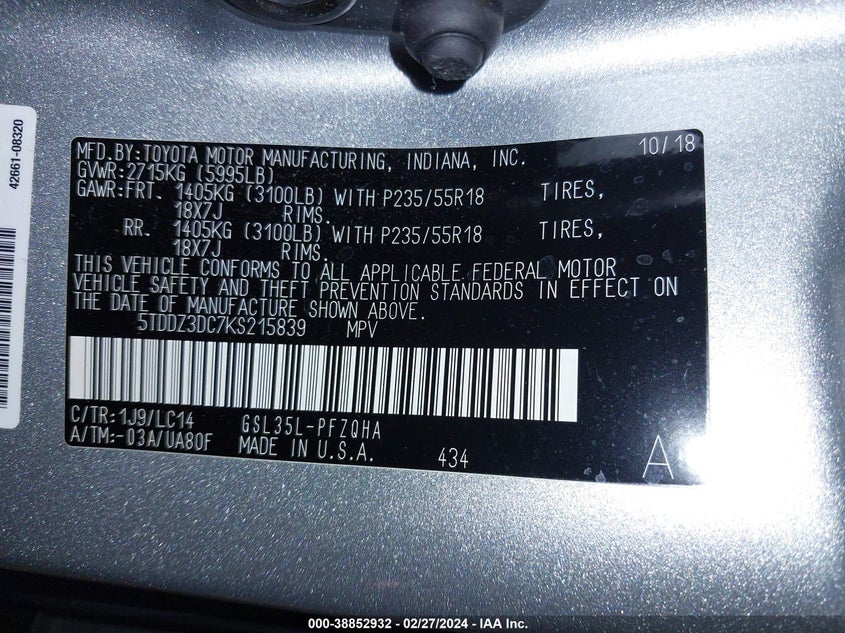 42661-08320
MFD.BY:TOYOTA MOTOR MANUFACTURING, INDIANA, INC. 10/18
GVWR:2715KG (5995LB)
GAWR:FRT. 1405KG (3100LB) WITH P235/55R18 TIRES,
18X7J RIMS.
RR. 1405KG (3100LB) WITH P235/55R18 TIRES,
18X7J RIMS.
THIS VEHICLE CONFORMS TO ALL APPLICABLE FEDERAL MOTOR
VEHICLE SAFETY AND THEFT PREVENTION STANDARDS IN EFFECT ON
THE DATE OF MANUFACTURE SHOWN ABOVE.
5TDDZ3DC7KS215839 MPV
C/TR:1J9/LC14 GSL35L-PFZQHA
A/TM:-03A/UA80F MADE IN U.S.A. 434 A
000-38852932 - 02/27/2024 - IAA Inc.